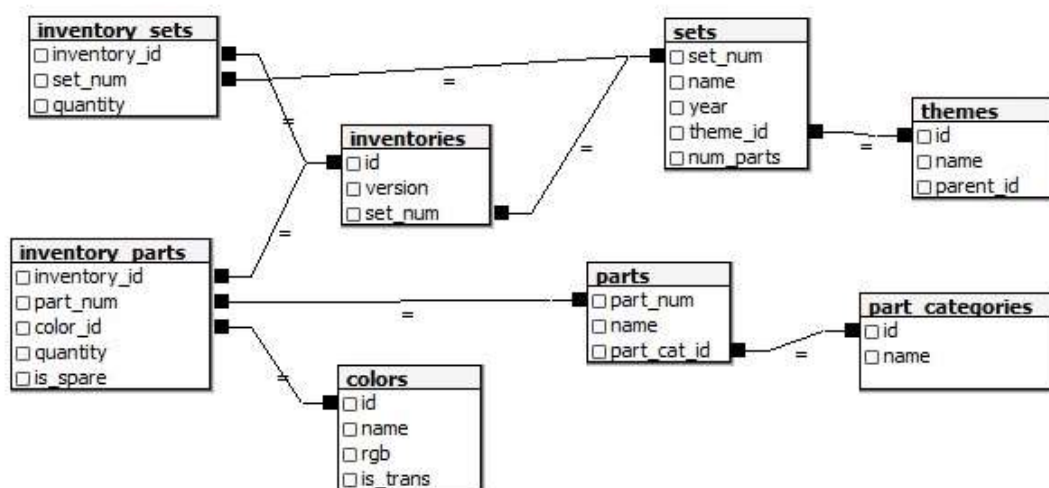 inventory_sets
inventory_id
set_num
quantity
sets
set_num
name
year
theme_id
num_parts
themes
id
name
parent_id
inventories
id
version
set_num
inventory_parts
inventory_id
part_num
color_id
quantity
is_spare
parts
part_num
name
part_cat_id
part_categories
id
name
colors
id
name
rgb
is_trans
=
=
=
=
=
=
=
=